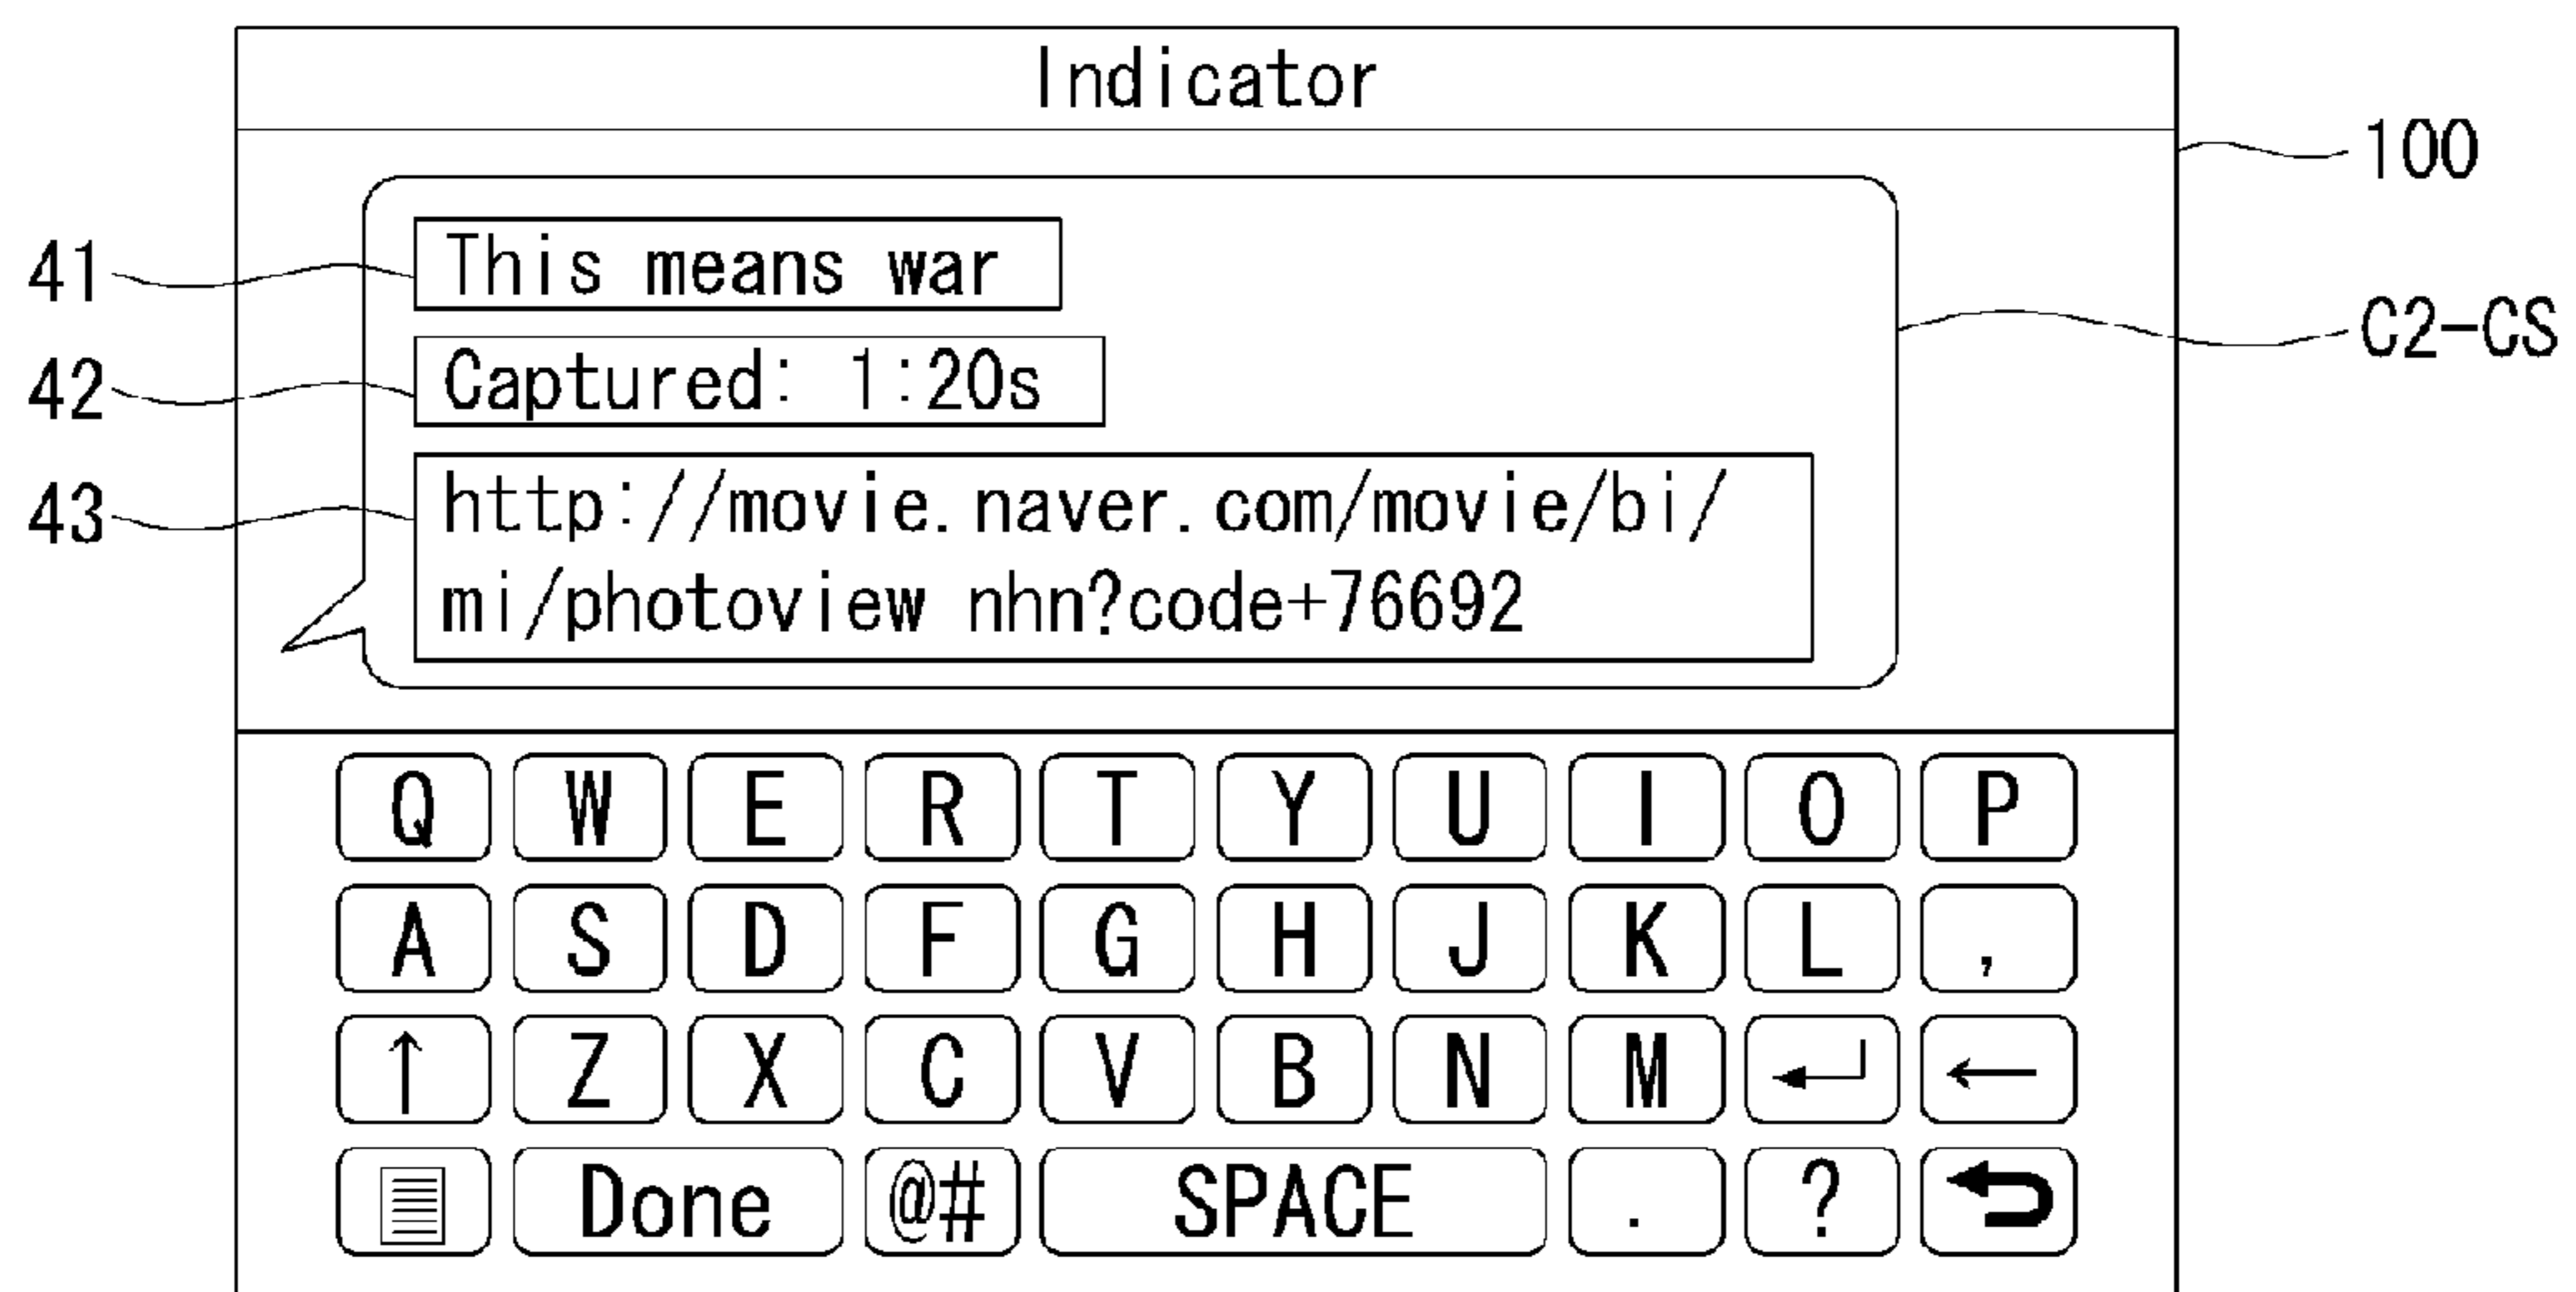 Indicator
100
41 This means war
C2-CS
42 Captured: 1:20s
43 http://movie.naver.com/movie/bi/
mi/photoview nhn?code+76692
Q W E R T Y U I O P
A S D F G H J K L ,
↑ Z X C V B N M ↵ ←
Done @# SPACE . ?